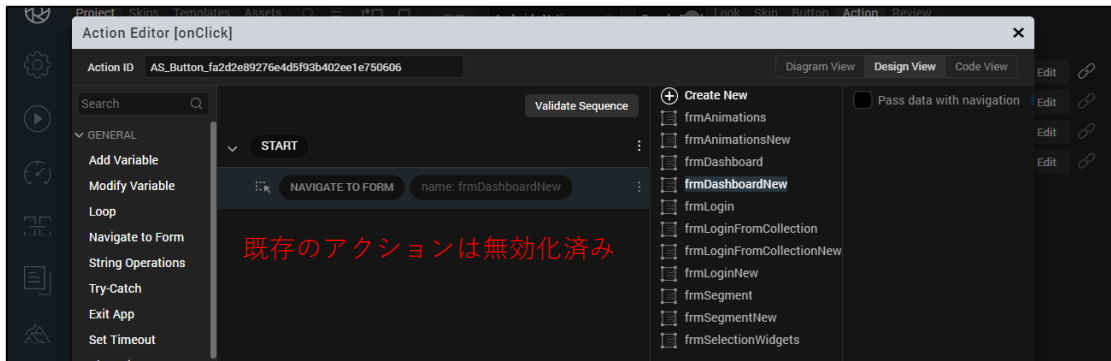 Project Skins Templates Assets
Look Skin Button Action Review
Action Editor [onClick]
Action ID AS_Button_fa2d2e89276e4d5f93b402ee1e750606
Diagram View Design View Code View
Search
Validate Sequence
GENERAL
Add Variable
Modify Variable
Loop
Navigate to Form
String Operations
Try-Catch
Exit App
Set Timeout
START
NAVIGATE TO FORM name: frmDashboardNew
既存のアクションは無効化済み
Create New
frmAnimations
frmAnimationsNew
frmDashboard
frmDashboardNew
frmLogin
frmLoginFromCollection
frmLoginFromCollectionNew
frmLoginNew
frmSegment
frmSegmentNew
frmSelectionWidgets
Pass data with navigation
Edit
Edit
Edit
Edit